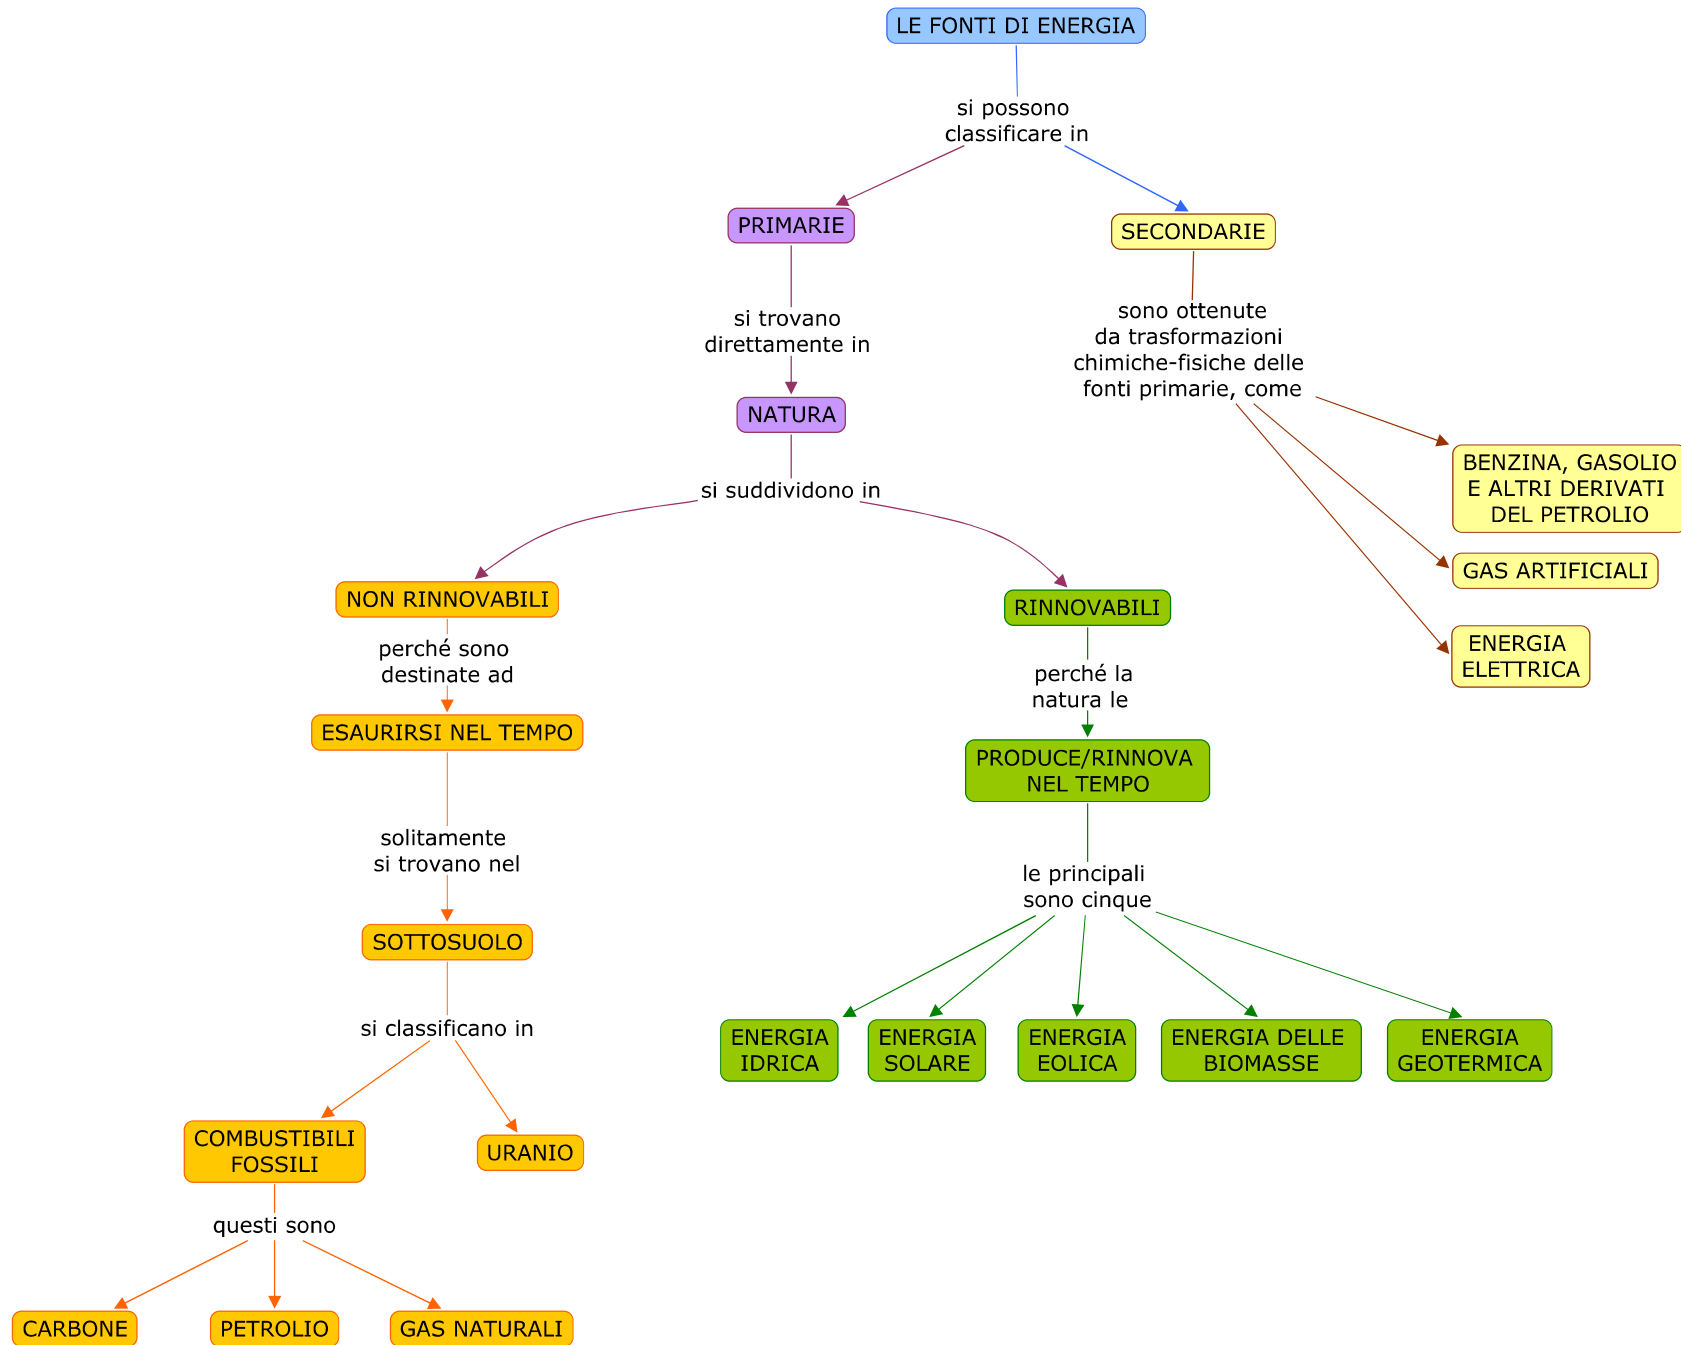 LE FONTI DI ENERGIA
si possono
classificare in
PRIMARIE
SECONDARIE
si trovano
direttamente in
sono ottenute
da trasformazioni
chimiche-fisiche delle
fonti primarie, come
NATURA
si suddividono in
BENZINA, GASOLIO
E ALTRI DERIVATI
DEL PETROLIO
GAS ARTIFICIALI
ENERGIA
ELETTRICA
NON RINNOVABILI
perché sono
destinate ad
ESAURIRSI NEL TEMPO
solitamente
si trovano nel
SOTTOSUOLO
si classificano in
COMBUSTIBILI
FOSSILI
URANIO
questi sono
CARBONE
PETROLIO
GAS NATURALI
RINNOVABILI
perché la
natura le
PRODUCE/RINNOVA
NEL TEMPO
le principali
sono cinque
ENERGIA
IDRICA
ENERGIA
SOLARE
ENERGIA
EOLICA
ENERGIA DELLE
BIOMASSE
ENERGIA
GEOTERMICA